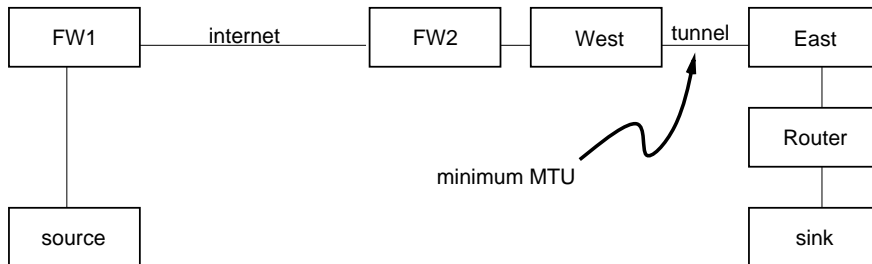 FW1
internet
FW2
West
tunnel
East
Router
minimum MTU
source
sink